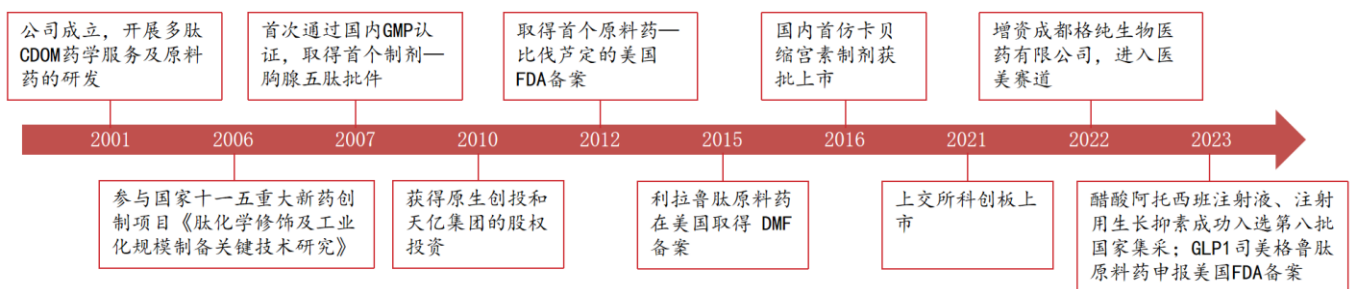 公司成立，开展多肽
CDOM药学服务及原料
药的研发
首次通过国内GMP认
证，取得首个制剂—
胸腺五肽批件
取得首个原料药—
比伐芦定的美国
FDA备案
国内首仿卡贝
缩宫素制剂获
批上市
增资成都格纯生物医
药有限公司，进入医
美赛道
2001
2006
2007
2010
2012
2015
2016
2021
2022
2023
参与国家十一五重大新药创
制项目《肽化学修饰及工业
化规模制备关键技术研究》
获得原生创投和
天亿集团的股权
投资
利拉鲁肽原料药
在美国取得 DMF
备案
上交所科创板上
市
醋酸阿托西班注射液、注射
用生长抑素成功入选第八批
国家集采；GLP1司美格鲁肽
原料药申报美国FDA备案